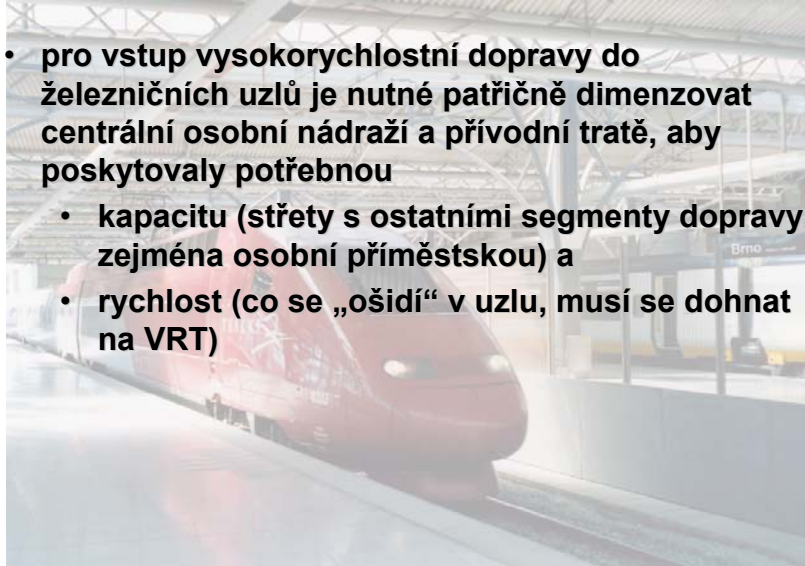 • pro vstup vysokorychlostní dopravy do
železničních uzlů je nutné patřičně dimenzovat
centrální osobní nádraží a přívodní tratě, aby
poskytovaly potřebnou
• kapacitu (střety s ostatními segmenty dopravy
zejména osobní příměstskou) a
• rychlost (co se „ošidí“ v uzlu, musí se dohnat
na VRT)
Brno